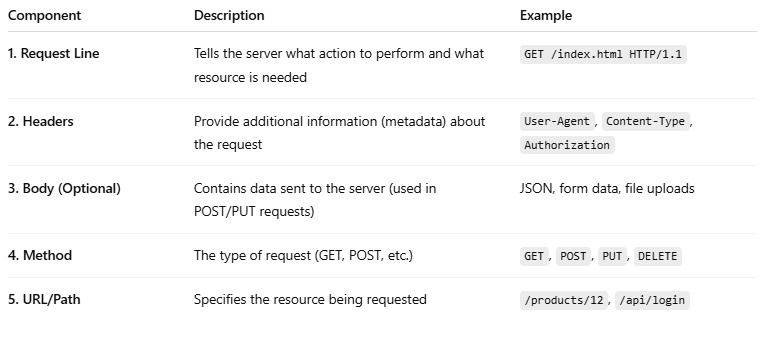 Component Description Example
1. Request Line Tells the server what action to perform and what GET /index.html HTTP/1.1
resource is needed
2. Headers Provide additional information (metadata) about User-Agent, Content-Type,
the request Authorization
3. Body (Optional) Contains data sent to the server (used in JSON, form data, file uploads
POST/PUT requests)
4. Method The type of request (GET, POST, etc.) GET, POST, PUT, DELETE
5. URL/Path Specifies the resource being requested /products/12, /api/login